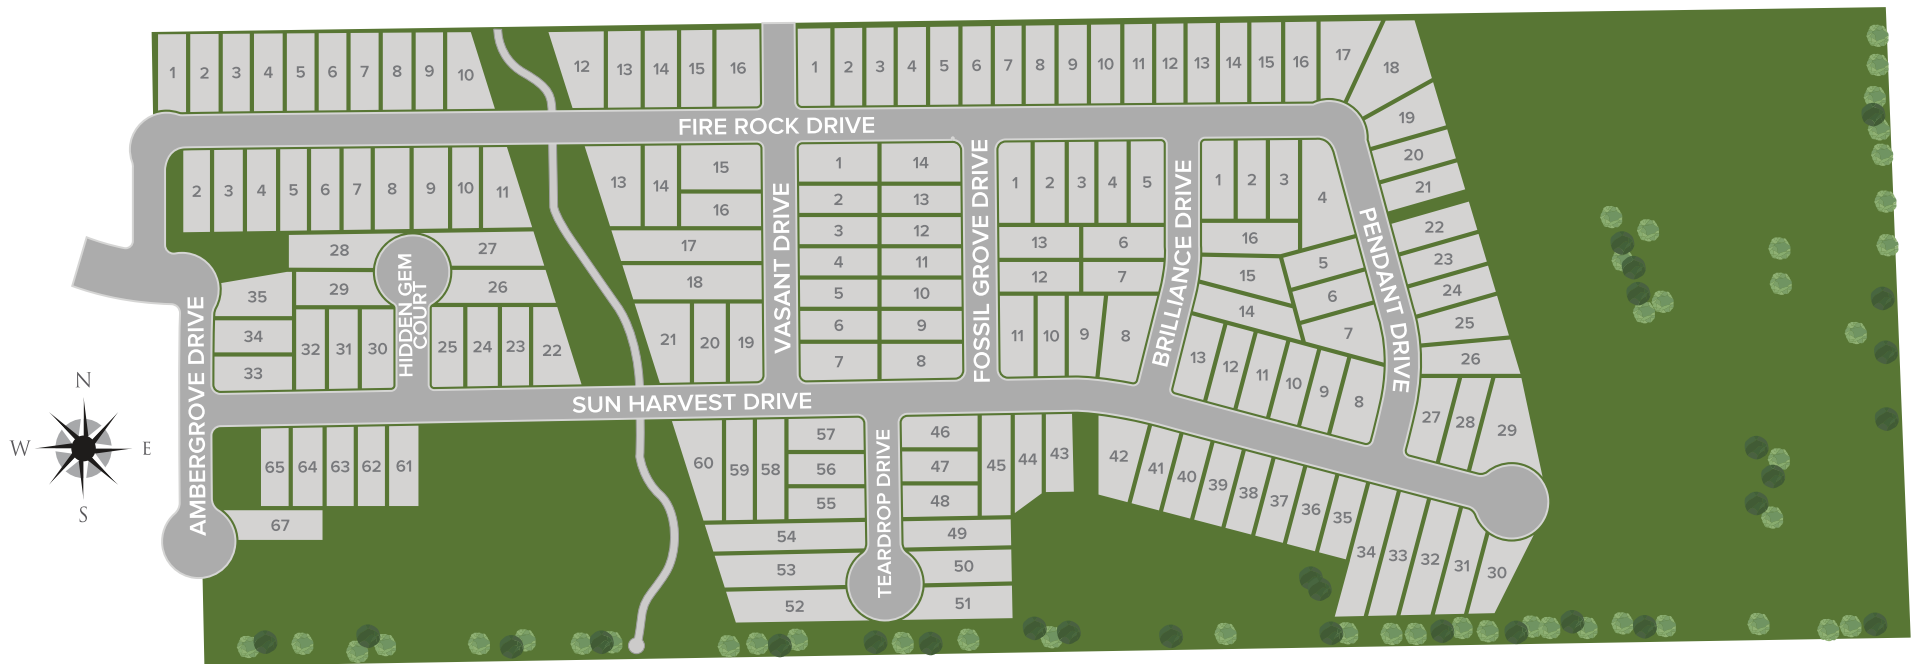 1 2 3 4 5 6 7 8 9 10 12 13 14 15 16 1 2 3 4 5 6 7 8 9 10 11 12 13 14 15 16 17 18
19
20
21
FIRE ROCK DRIVE
2 3 4 5 6 7 8 9 10 11
28 27
29 26
35
34
33
32 31 30
25 24 23 22
HIDDEN GEM
COURT
AMBERGROVE DRIVE
13 14 15
16
17
18
21 20 19
VASANT DRIVE
1 14
2 13
3 12
4 11
5 10
6 9
7 8
FOSSIL GROVE DRIVE
1 2 3 4 5
13 6
12 7
11 10 9 8
BRILLIANCE DRIVE
1 2 3 4
16
15 5
14 6
7
13 12 11 10 9 8
PENDANT DRIVE
22
23
24
25
26
27 28 29
SUN HARVEST DRIVE
N
W E
S
65 64 63 62 61
67
60 59 58 57
56
55
54
53
52
TEARDROP DRIVE
46 45 44 43
47
48
49
50
51
42 41 40 39 38 37 36 35 34 33 32 31 30